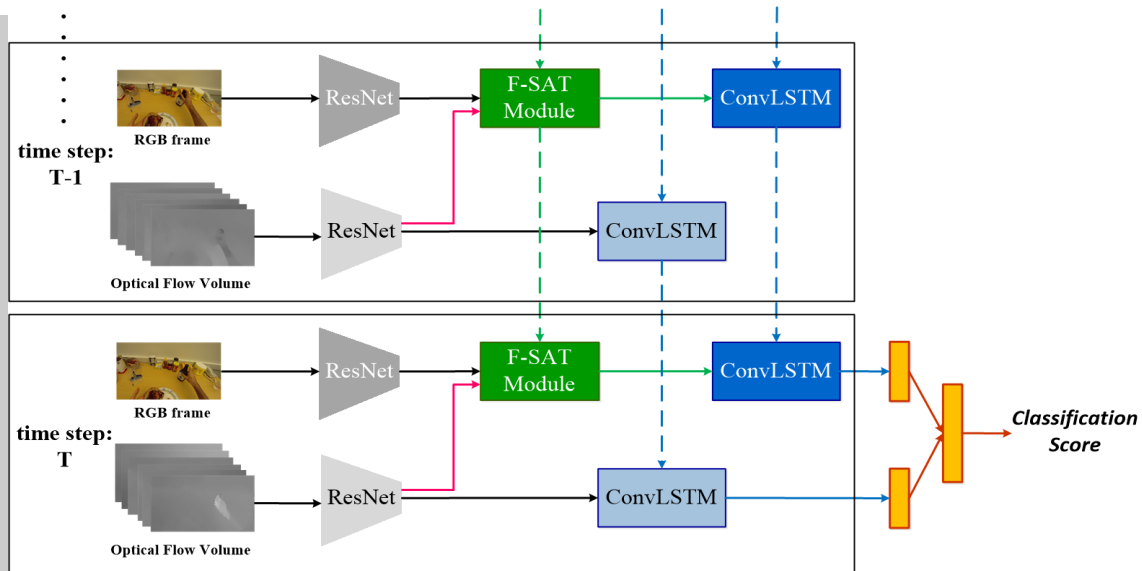 ResNet
F-SAT
Module
ConvLSTM
RGB frame
time step:
T-1
ResNet
ConvLSTM
Optical Flow Volume
ResNet
F-SAT
Module
ConvLSTM
RGB frame
Classification
Score
time step:
T
ResNet
ConvLSTM
Optical Flow Volume